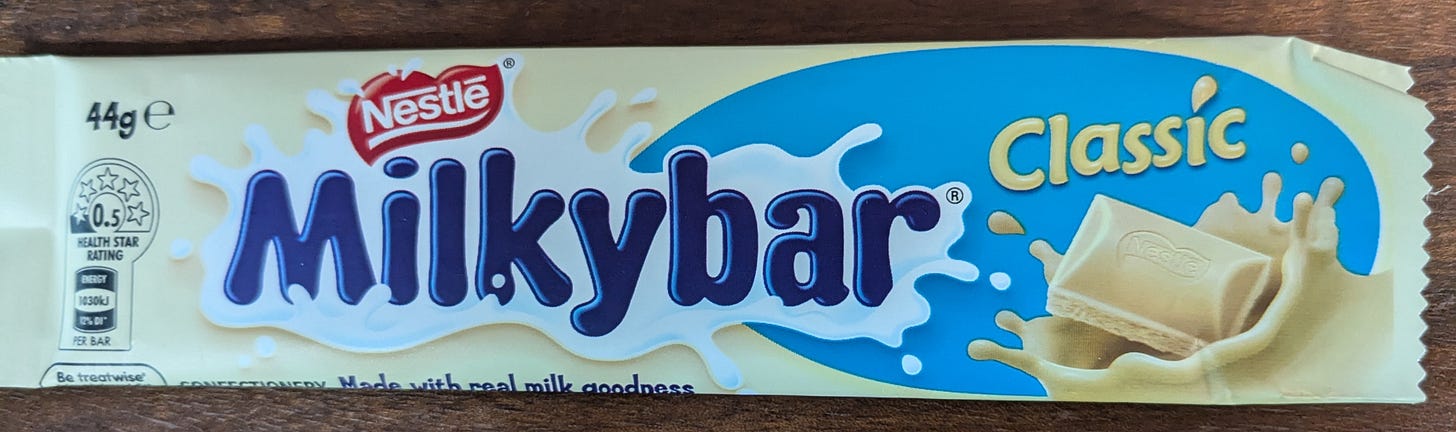 44g ℮
0.5
HEALTH STAR
RATING
ENERGY
1030kJ
12% DI*
PER BAR
Be treatwise®
Nestlé®
Milkybar®
CONFECTIONERY Made with real milk goodness
Classic
Nestlé